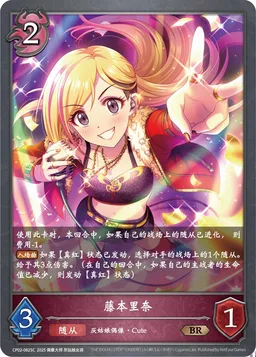 2
使用此卡时，本回合中，如果自己的战场上的随从已进化，则
费用-1。
入场曲 如果【真红】状态已发动，选择对手的战场上的1个随从。
给予其3点伤害。（在自己的回合中，如果自己的主战者的生命
值已减少，则发动【真红】状态）
藤本里奈
3
随从
灰姑娘偶像・Cute
BR
1